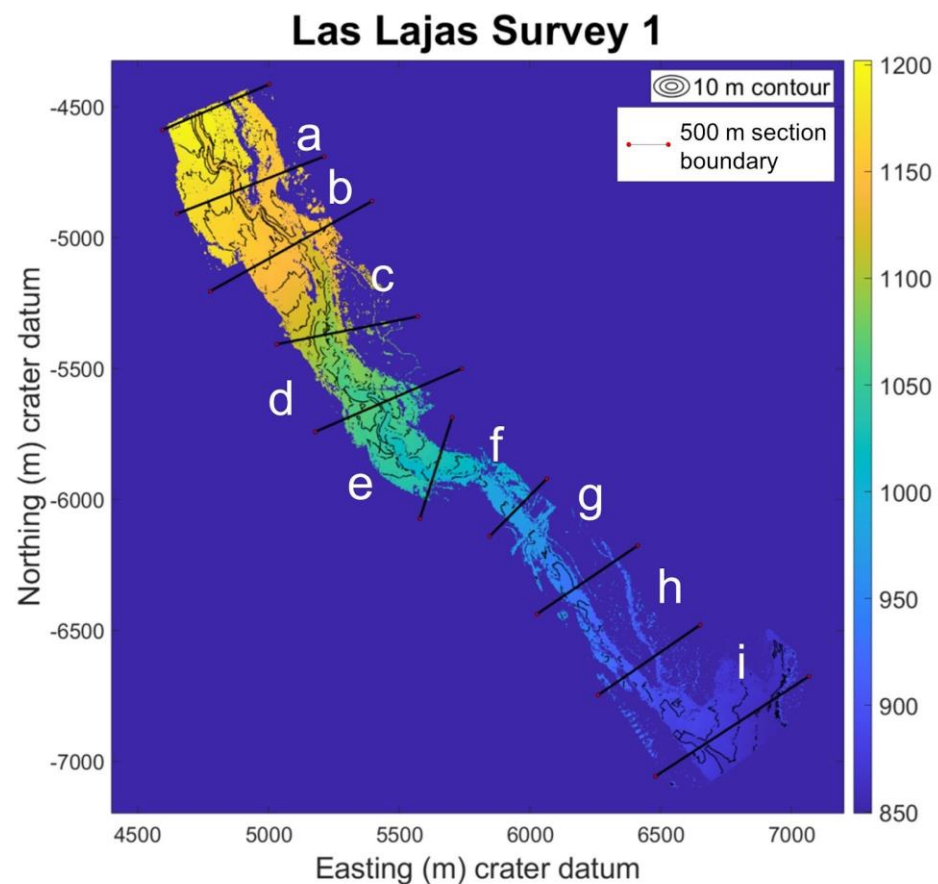 Las Lajas Survey 1
10 m contour
500 m section
boundary
a
b
c
d
e
f
g
h
i
-4500
-5000
-5500
-6000
-6500
-7000
Northing (m) crater datum
4500 5000 5500 6000 6500 7000
Easting (m) crater datum
1200
1150
1100
1050
1000
950
900
850